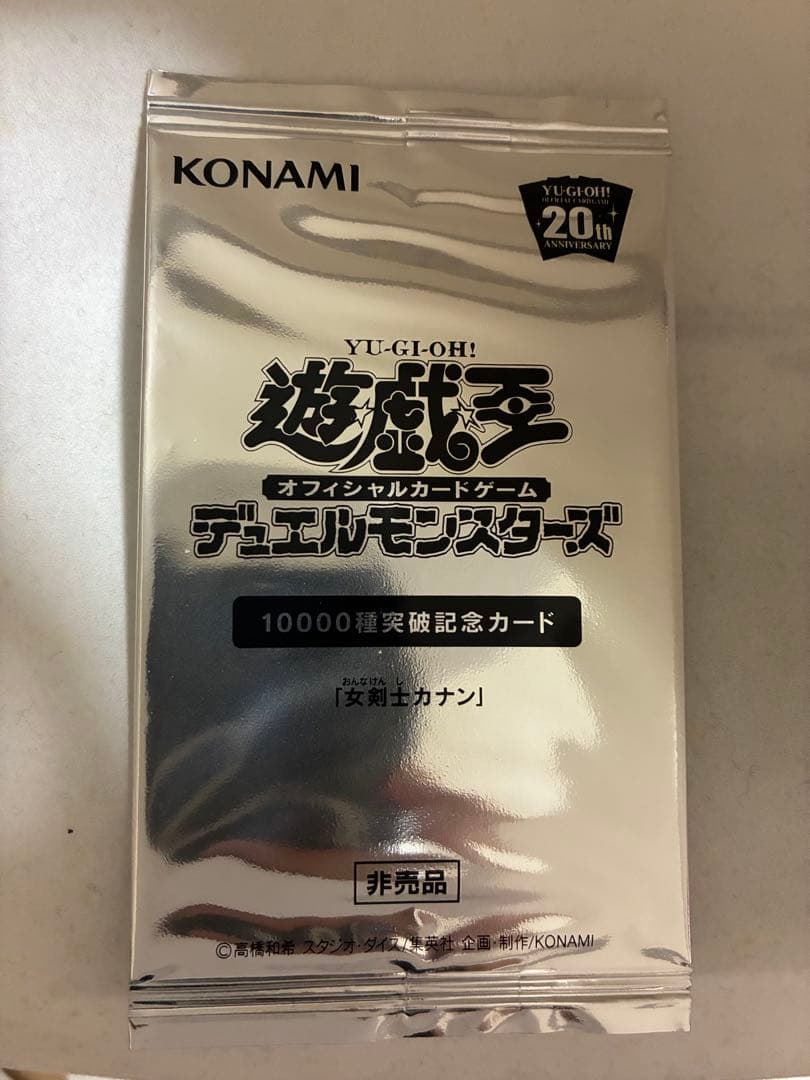 KONAMI
YU-GI-OH!
OFFICIAL CARD GAME
20th
ANNIVERSARY
YU-GI-OH!
遊☆戯☆王
オフィシャルカードゲーム
デュエルモンスターズ
10000種突破記念カード
おんなけんし
「女剣士カナン」
非売品
©高橋和希 スタジオ・ダイス/集英社 企画・制作/KONAMI